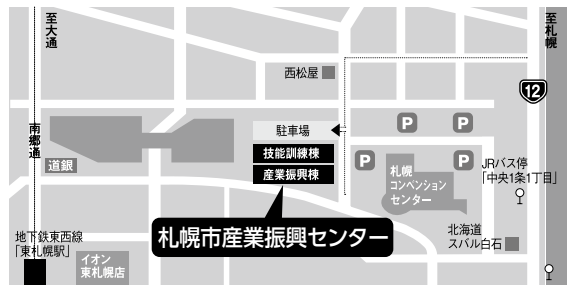 至大通
至札幌
西松屋
12
南郷通
駐車場
P
P
技能訓練棟
道銀
P
P
産業振興棟
札幌
コンベンション
センター
JRバス停
「中央1条1丁目」
札幌市産業振興センター
北海道
スバル白石
地下鉄東西線
「東札幌駅」
イオン
東札幌店